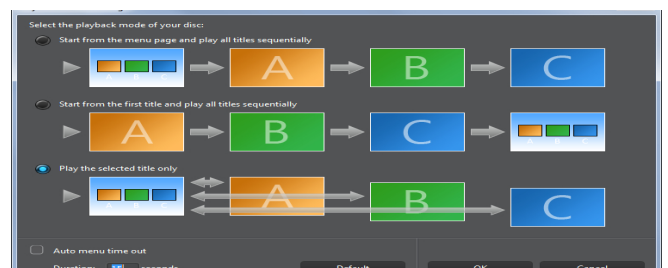 Select the playback mode of your disc:
Start from the menu page and play all titles sequentially
A B C
Start from the first title and play all titles sequentially
A B C
Play the selected title only
A B C
Auto menu time out
Duration: 15 seconds Default OK Cancel